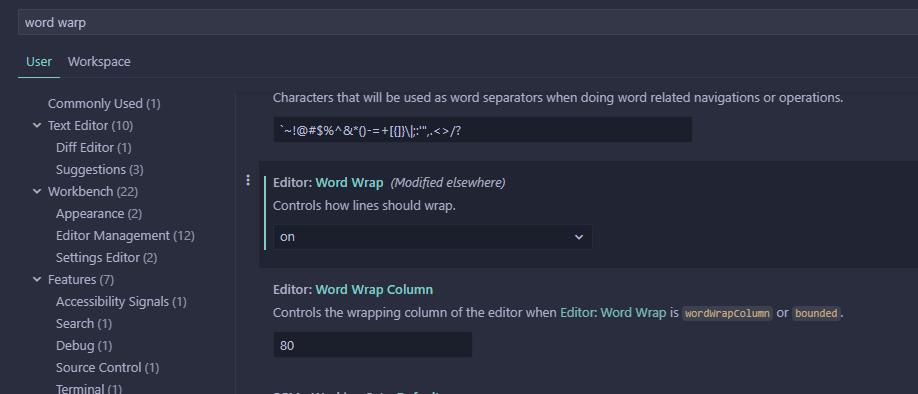 word warp
User Workspace
Commonly Used (1)
Text Editor (10)
Diff Editor (1)
Suggestions (3)
Workbench (22)
Appearance (2)
Editor Management (12)
Settings Editor (2)
Features (7)
Accessibility Signals (1)
Search (1)
Debug (1)
Source Control (1)
Terminal (1)
Characters that will be used as word separators when doing word related navigations or operations.
`~!@#$%^&*()-=+[{]}\|;:'",.<>/?
Editor: Word Wrap (Modified elsewhere)
Controls how lines should wrap.
on
Editor: Word Wrap Column
Controls the wrapping column of the editor when Editor: Word Wrap is wordWrapColumn or bounded.
80